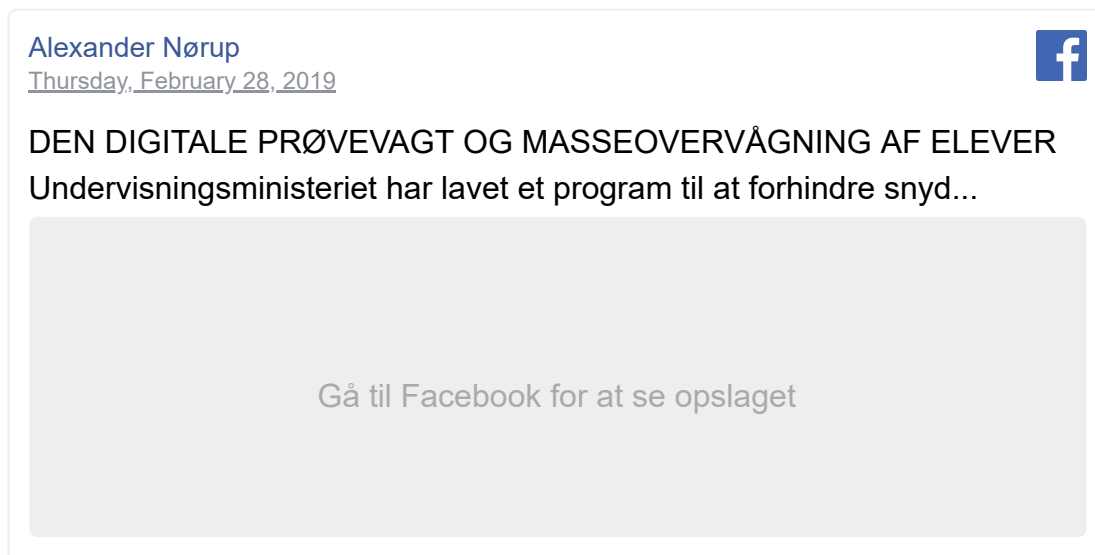 Alexander Nørup
Thursday, February 28, 2019
DEN DIGITALE PRØVEVAGT OG MASSEOVERVÅGNING AF ELEVER
Undervisningsministeriet har lavet et program til at forhindre snyd...
Gå til Facebook for at se opslaget